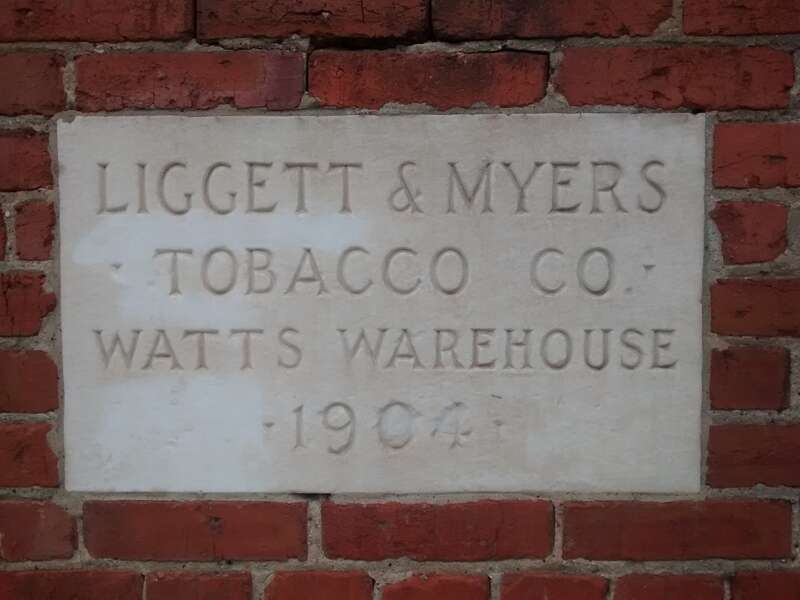 LIGGETT & MYERS
· TOBACCO CO. ·
WATTS WAREHOUSE
· 1904 ·